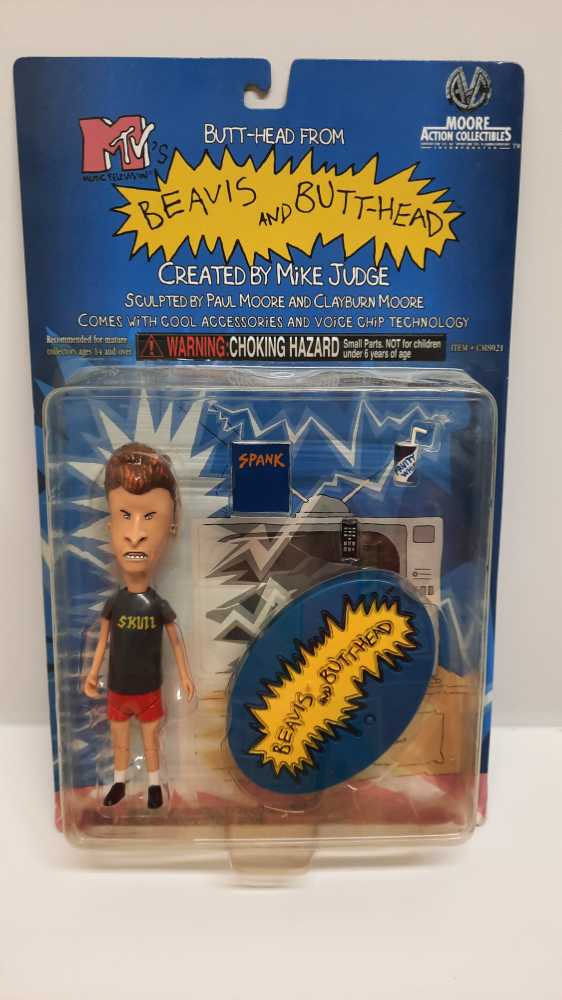 BUTT-HEAD FROM
MTV's
MUSIC TELEVISION
MOORE
ACTION COLLECTIBLES
INCORPORATED
TM
BEAVIS AND BUTT-HEAD
CREATED BY MIKE JUDGE
SCULPTED BY PAUL MOORE AND CLAYBURN MOORE
COMES WITH COOL ACCESSORIES AND VOICE CHIP TECHNOLOGY
Recommended for mature
collectors ages 14 and over
WARNING: CHOKING HAZARD
Small Parts. NOT for children
under 6 years of age
SPANK
SKULL
BEAVIS AND BUTT-HEAD